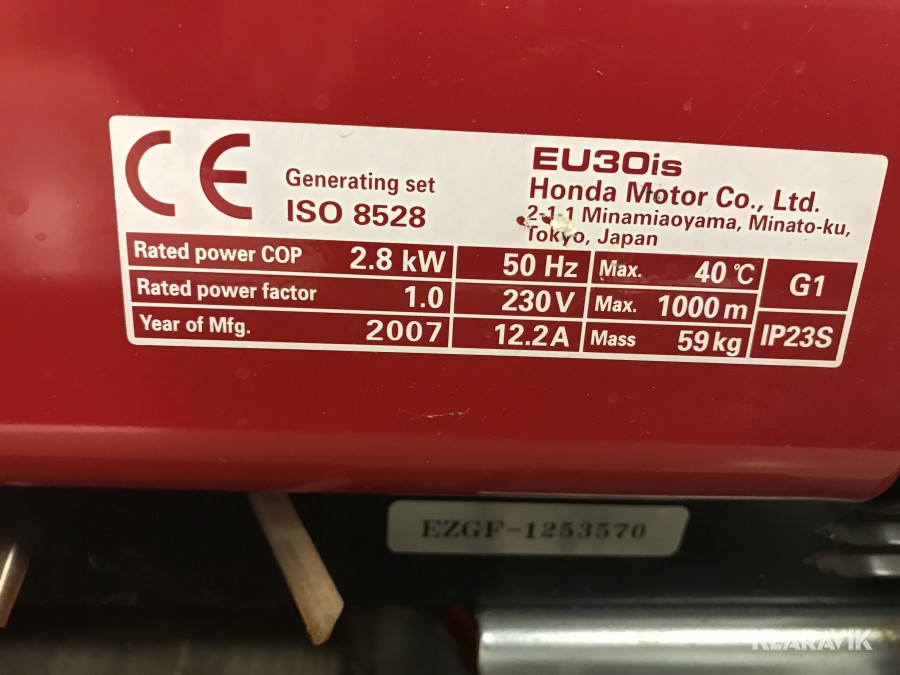 CE
Generating set
ISO 8528
EU30is
Honda Motor Co., Ltd.
2-1-1 Minamiaoyama, Minato-ku,
Tokyo, Japan
Rated power COP 2.8 kW 50 Hz Max. 40 °C G1
Rated power factor 1.0 230 V Max. 1000 m
Year of Mfg. 2007 12.2A Mass 59 kg IP23S
EZGF-1253570
KLARAVIK